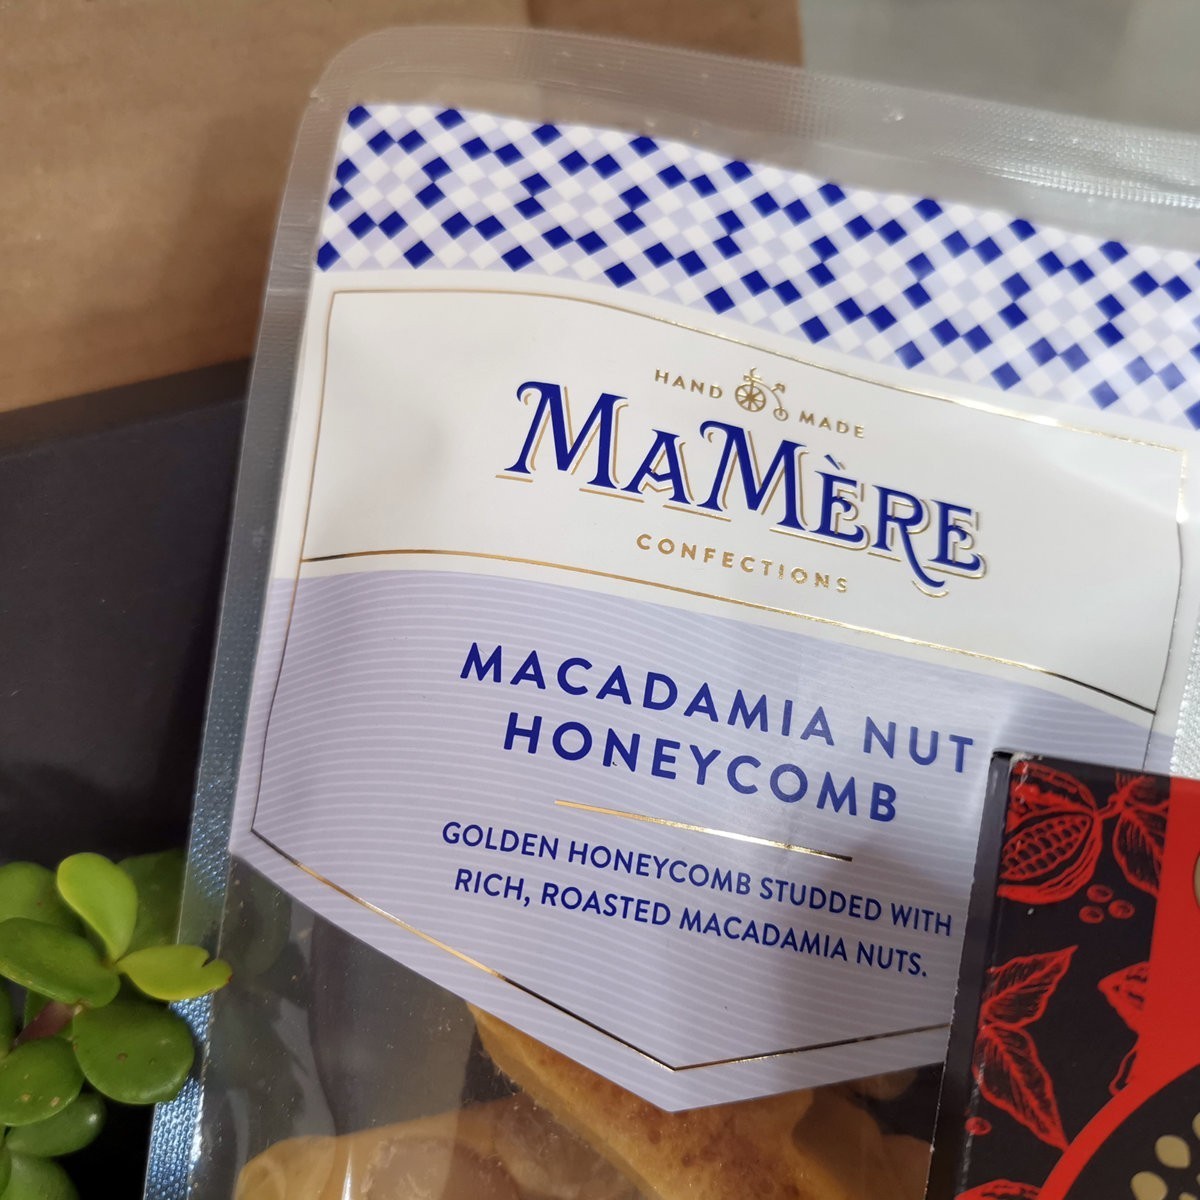 HAND MADE
MAMÈRE
CONFECTIONS
MACADAMIA NUT
HONEYCOMB
GOLDEN HONEYCOMB STUDDED WITH
RICH, ROASTED MACADAMIA NUTS.